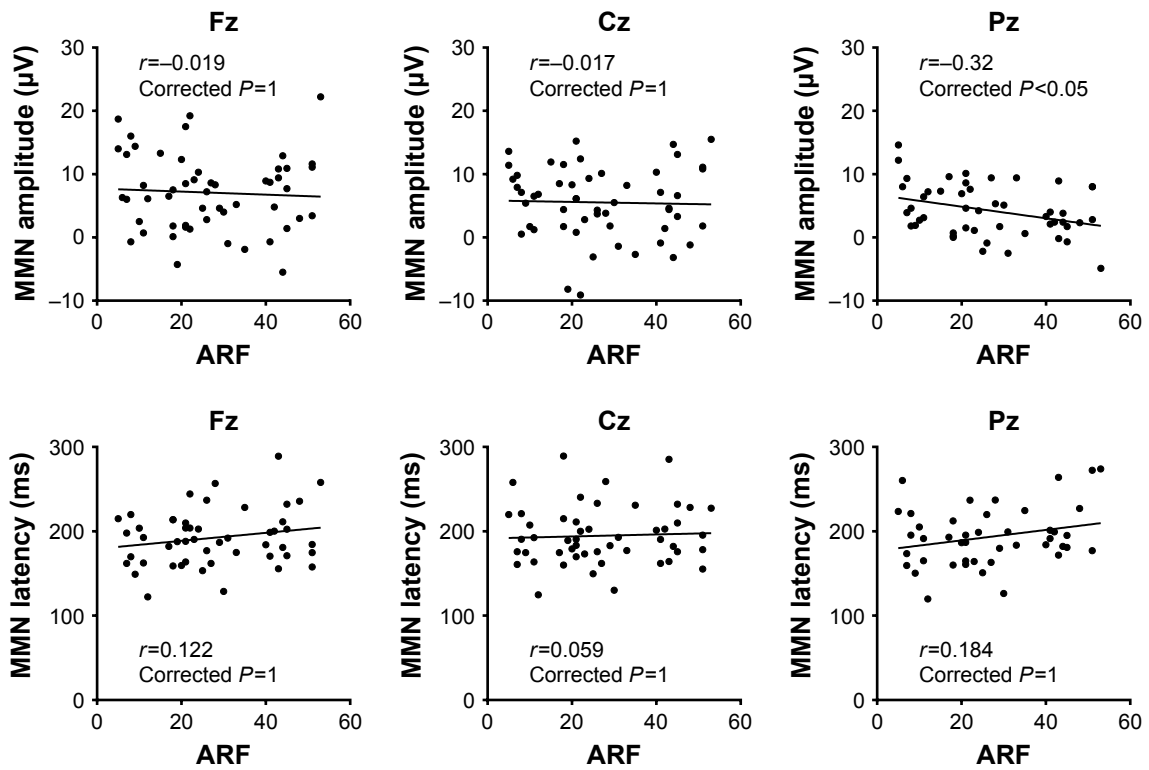 Fz
MMN amplitude (µV)
30
20
10
0
–10
r=–0.019
Corrected P=1
0
20
40
60
ARF
Cz
MMN amplitude (µV)
30
20
10
0
–10
r=–0.017
Corrected P=1
0
20
40
60
ARF
Pz
MMN amplitude (µV)
30
20
10
0
–10
r=–0.32
Corrected P<0.05
0
20
40
60
ARF
Fz
MMN latency (ms)
300
200
100
0
r=0.122
Corrected P=1
0
20
40
60
ARF
Cz
MMN latency (ms)
300
200
100
0
r=0.059
Corrected P=1
0
20
40
60
ARF
Pz
MMN latency (ms)
300
200
100
0
r=0.184
Corrected P=1
0
20
40
60
ARF